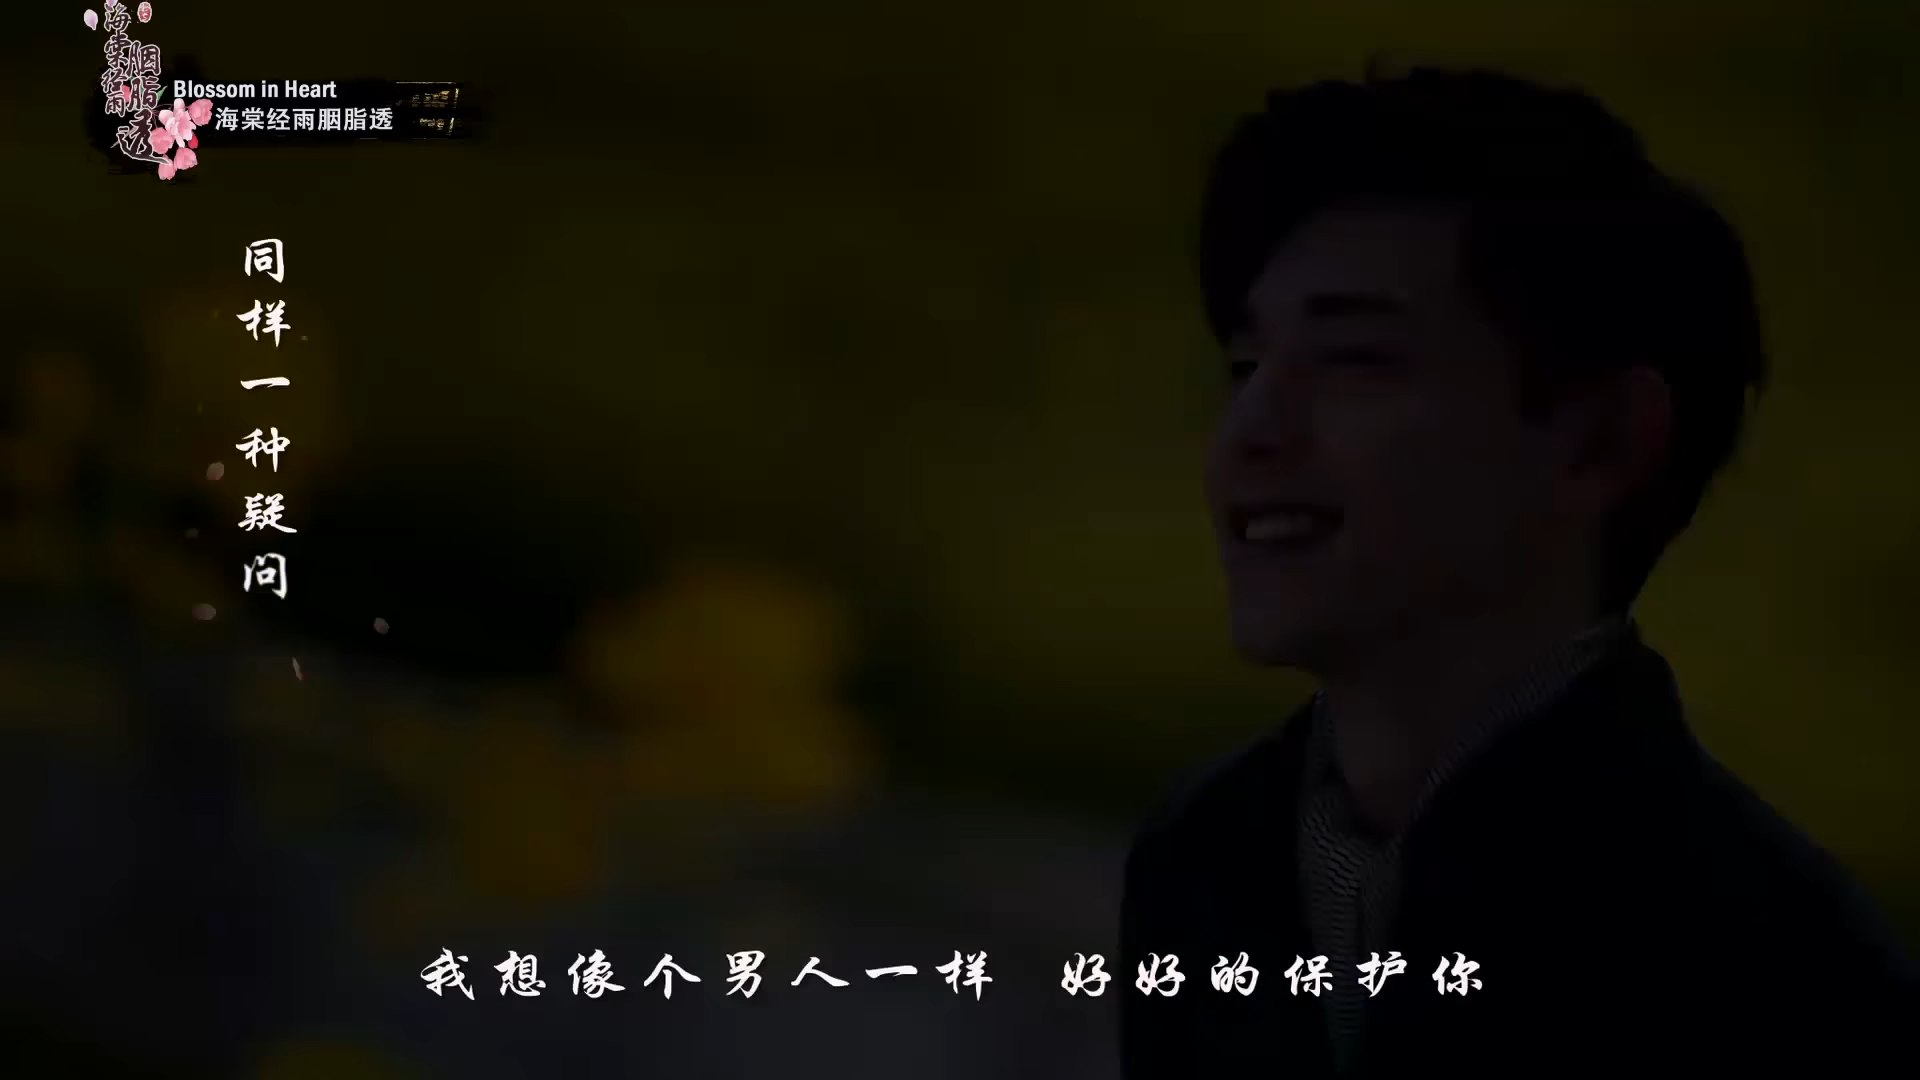 海棠经雨
胭脂透
Blossom in Heart
海棠经雨胭脂透
同样一种疑问
我想像个男人一样 好好的保护你